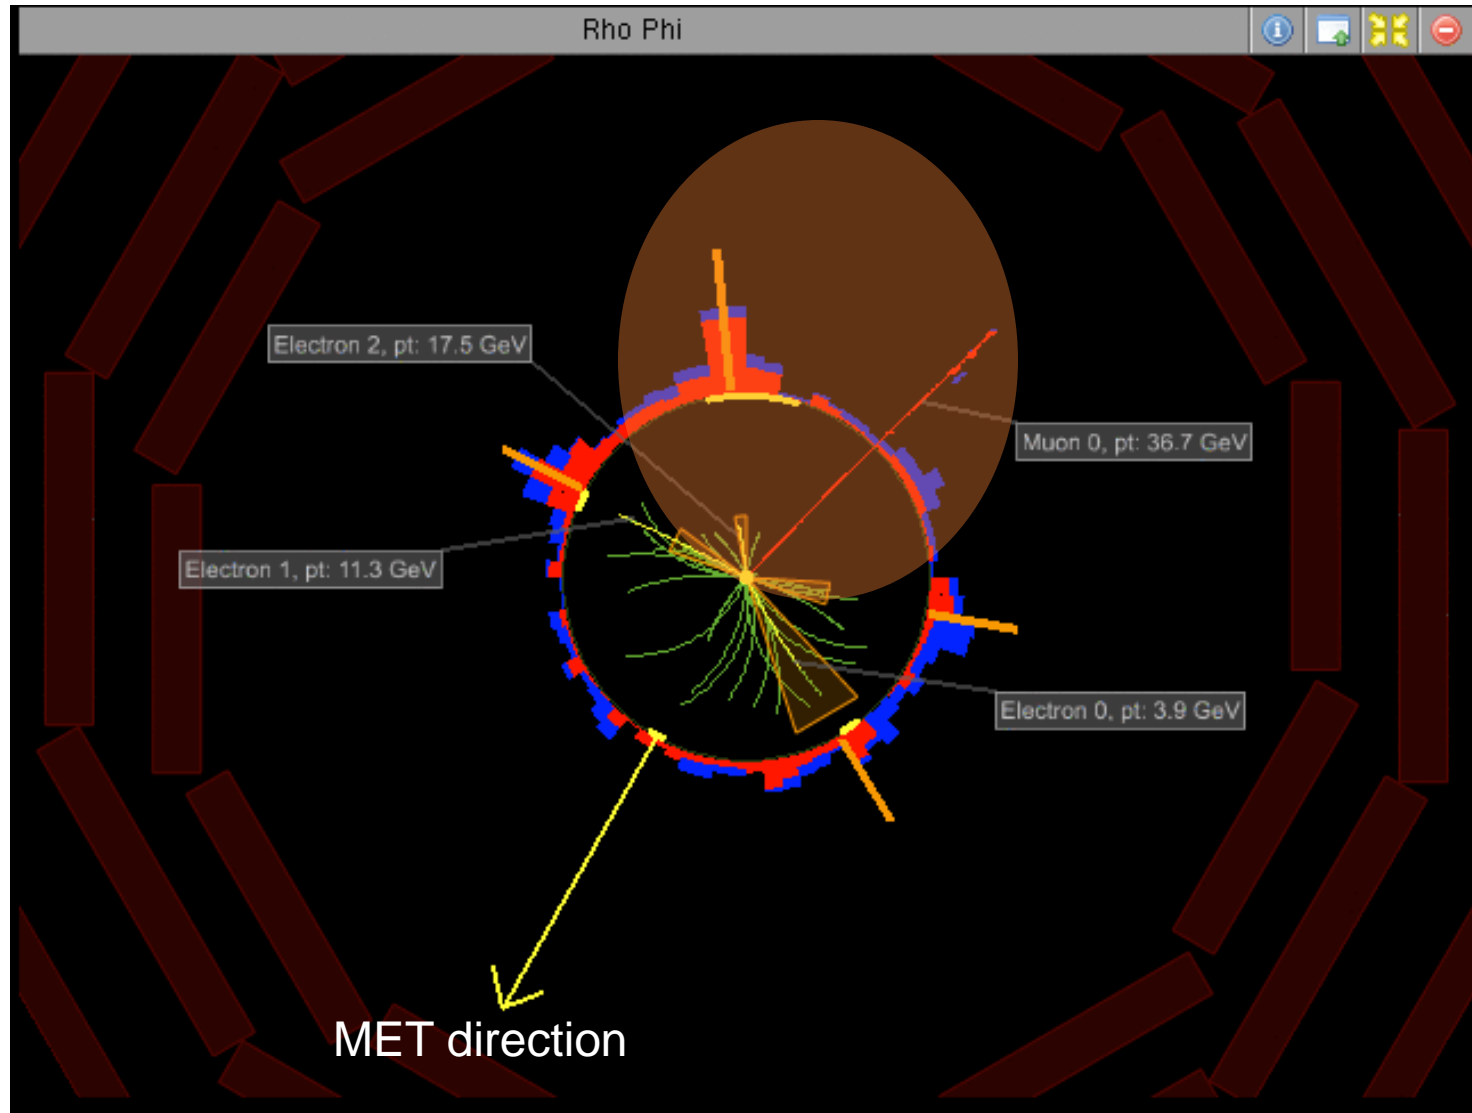 Rho Phi
Electron 2, pt: 17.5 GeV
Muon 0, pt: 36.7 GeV
Electron 1, pt: 11.3 GeV
Electron 0, pt: 3.9 GeV
MET direction